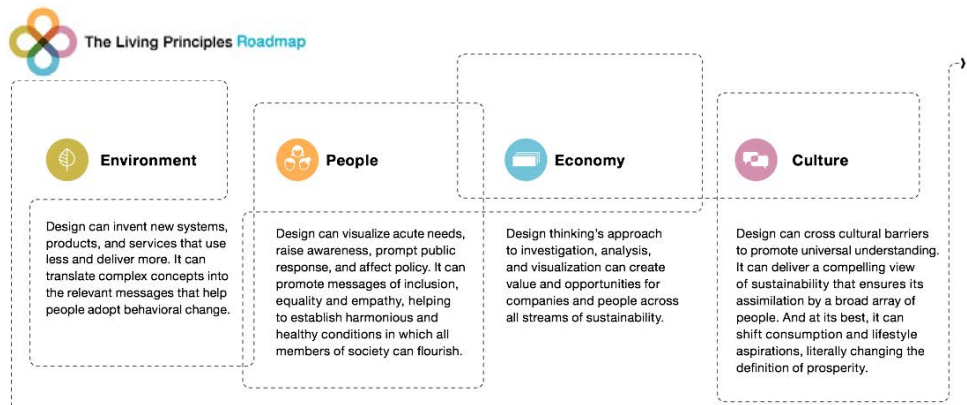 The Living Principles Roadmap
Environment
Design can invent new systems,
products, and services that use
less and deliver more. It can
translate complex concepts into
the relevant messages that help
people adopt behavioral change.
People
Design can visualize acute needs,
raise awareness, prompt public
response, and affect policy. It can
promote messages of inclusion,
equality and empathy, helping
to establish harmonious and
healthy conditions in which all
members of society can flourish.
Economy
Design thinking's approach
to investigation, analysis,
and visualization can create
value and opportunities for
companies and people across
all streams of sustainability.
Culture
Design can cross cultural barriers
to promote universal understanding.
It can deliver a compelling view
of sustainability that ensures its
assimilation by a broad array of
people. And at its best, it can
shift consumption and lifestyle
aspirations, literally changing the
definition of prosperity.